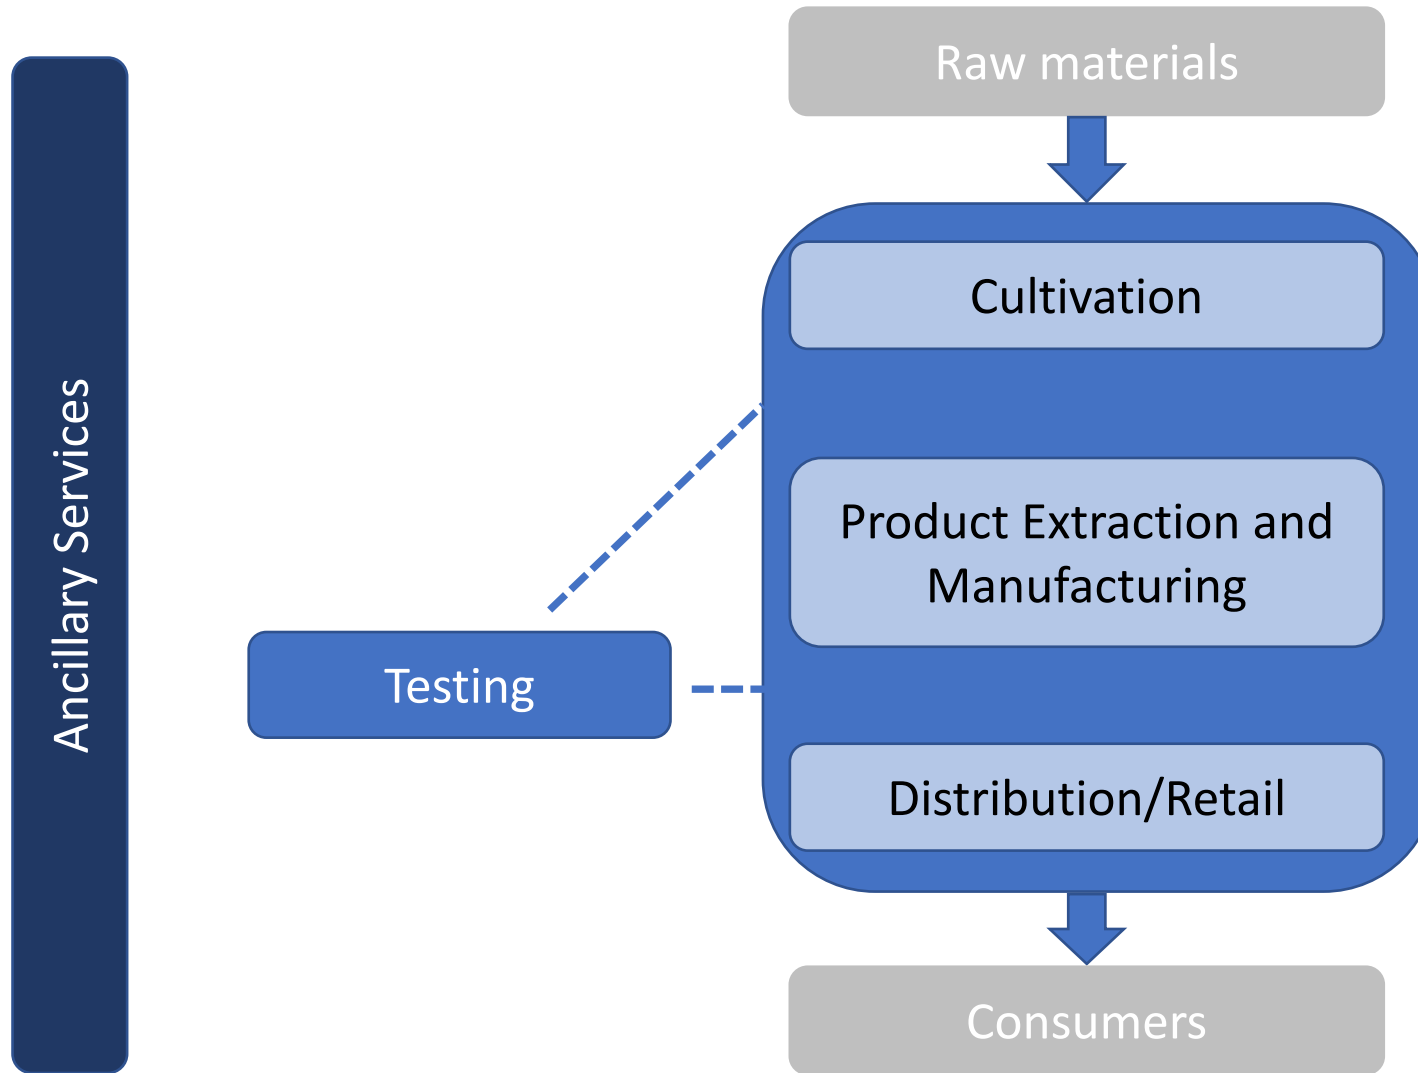 Raw materials
Cultivation
Product Extraction and
Manufacturing
Testing
Distribution/Retail
Consumers
Ancillary Services